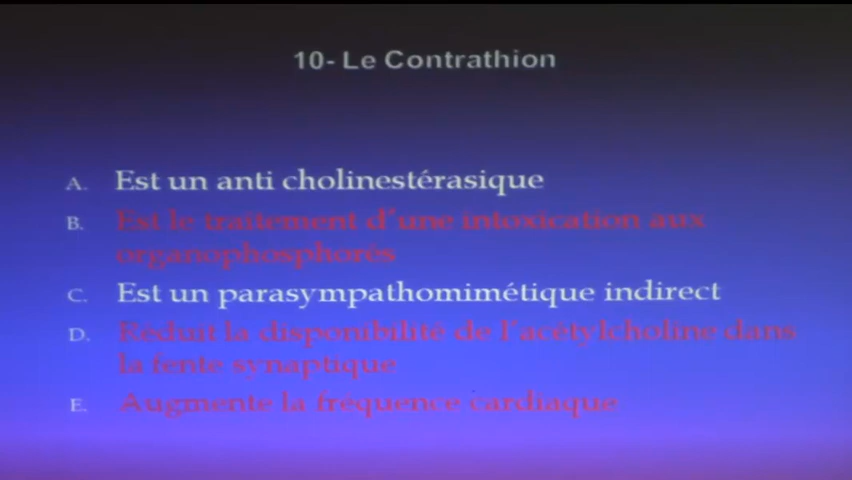 10- Le Contrathion
A. Est un anti cholinestérasique
B. Est le traitement d'une intoxication aux
organophosphorés
C. Est un parasympathomimétique indirect
D. Réduit la disponibilité de l'acétylcholine dans
la fente synaptique
E. Augmente la fréquence cardiaque